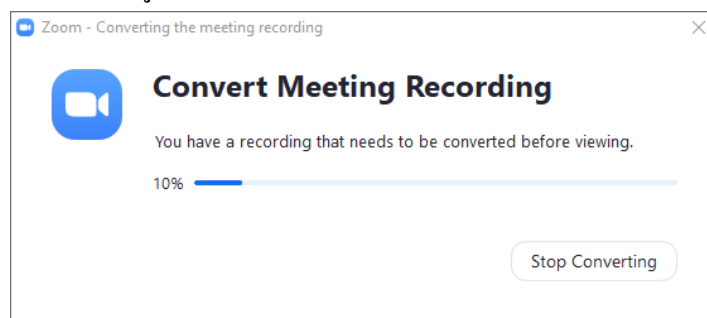 Zoom - Converting the meeting recording
Convert Meeting Recording
You have a recording that needs to be converted before viewing.
10%
Stop Converting